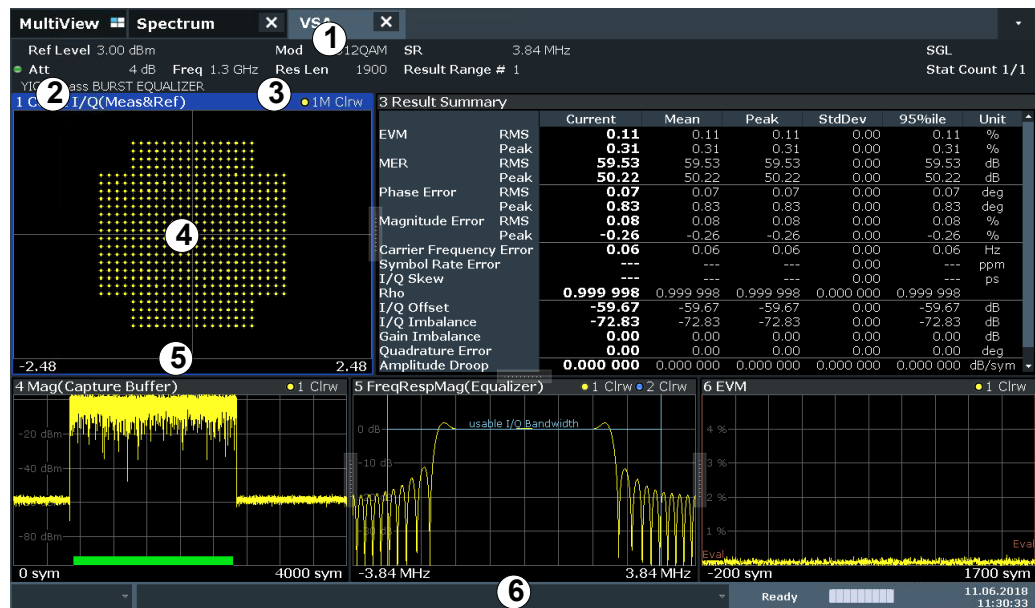 MultiView Spectrum X VSA X
1
Ref Level 3.00 dBm Mod 12QAM SR 3.84 MHz SGL
Att 4 dB Freq 1.3 GHz Res Len 1900 Result Range # 1 Stat Count 1/1
2 3
BURST EQUALIZER
1 I/Q(Meas&Ref) 1M Clrw
4
5
-2.48 2.48
3 Result Summary
Current Mean Peak StdDev 95%ile Unit
EVM RMS 0.11 0.11 0.11 0.00 0.11 %
Peak 0.31 0.31 0.31 0.00 0.31 %
MER RMS 59.53 59.53 59.53 0.00 59.53 dB
Peak 50.22 50.22 50.22 0.00 50.22 dB
Phase Error RMS 0.07 0.07 0.07 0.00 0.07 deg
Peak 0.83 0.83 0.83 0.00 0.83 deg
Magnitude Error RMS 0.08 0.08 0.08 0.00 0.08 %
Peak -0.26 -0.26 -0.26 0.00 -0.26 %
Carrier Frequency Error 0.06 0.06 0.06 0.00 0.06 Hz
Symbol Rate Error --- --- --- 0.00 --- ppm
I/Q Skew --- --- --- 0.00 --- ps
Rho 0.999 998 0.999 998 0.999 998 0.000 000 0.999 998
I/Q Offset -59.67 -59.67 -59.67 0.00 -59.67 dB
I/Q Imbalance -72.83 -72.83 -72.83 0.00 -72.83 dB
Gain Imbalance 0.00 0.00 0.00 0.00 0.00 dB
Quadrature Error 0.00 0.00 0.00 0.00 0.00 deg
Amplitude Droop 0.000 000 0.000 000 0.000 000 0.000 000 0.000 000 dB/sym
4 Mag(Capture Buffer) 1 Clrw
-20 dBm
-40 dBm
-80 dBm
0 sym 4000 sym
5 FreqRespMag(Equalizer) 1 Clrw 2 Clrw
usable I/Q Bandwidth
0 dB
-10 dB
-3.84 MHz 3.84 MHz
6 EVM 1 Clrw
4 %
3 %
2 %
1 %
Eval Eval
-200 sym 1700 sym
6
Ready 11.06.2018
11:30:33